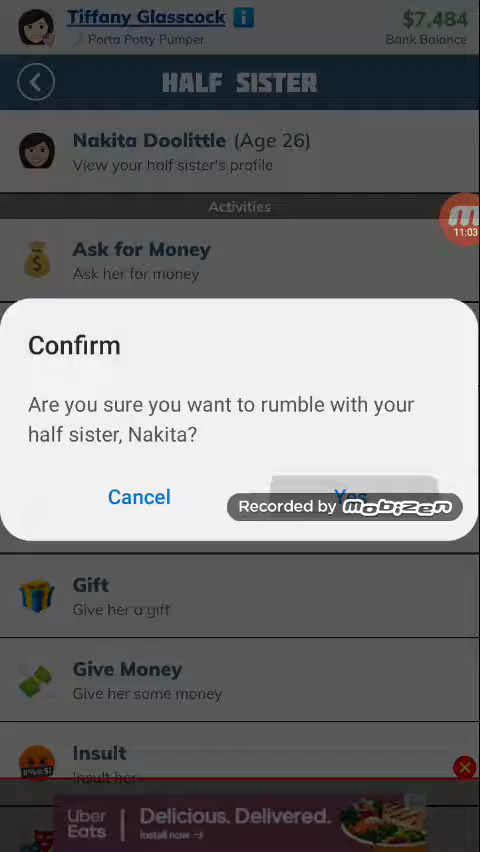 Tiffany Glasscock
$7,484
Porta Potty Pumper
Bank Balance
HALF SISTER
Nakita Doolittle (Age 26)
View your half sister's profile
Activities
11:03
Ask for Money
Ask her for money
Confirm
Are you sure you want to rumble with your
half sister, Nakita?
Cancel
Yes
Recorded by mobizen
Gift
Give her a gift
Give Money
Give her some money
Insult
Insult her
Uber
Eats
Delicious. Delivered.
Install now →